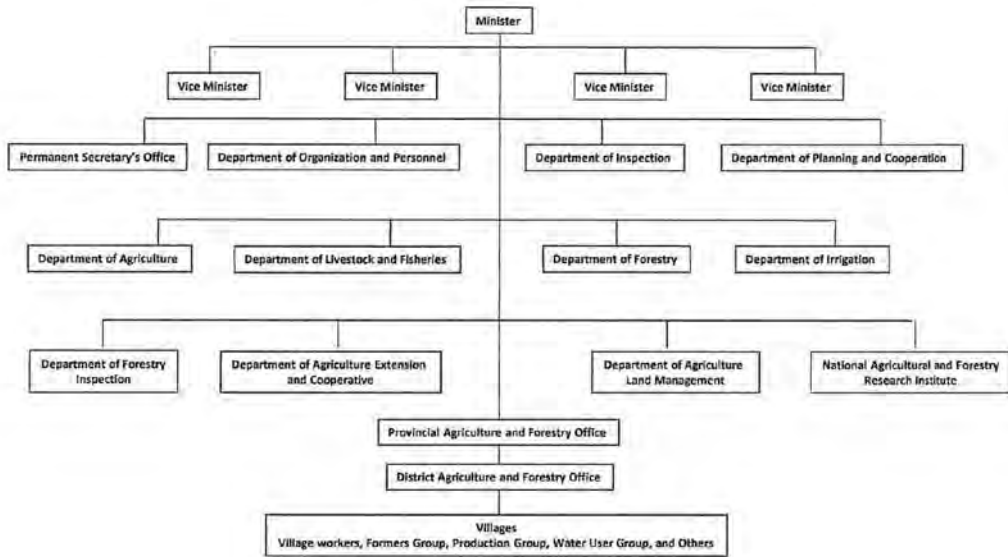 Minister
Vice Minister
Vice Minister
Vice Minister
Vice Minister
Permanent Secretary's Office
Department of Organization and Personnel
Department of Inspection
Department of Planning and Cooperation
Department of Agriculture
Department of Livestock and Fisheries
Department of Forestry
Department of Irrigation
Department of Forestry
Inspection
Department of Agriculture Extension
and Cooperative
Department of Agriculture
Land Management
National Agricultural and Forestry
Research Institute
Provincial Agriculture and Forestry Office
District Agriculture and Forestry Office
Villages
Village workers, Formers Group, Production Group, Water User Group, and Others